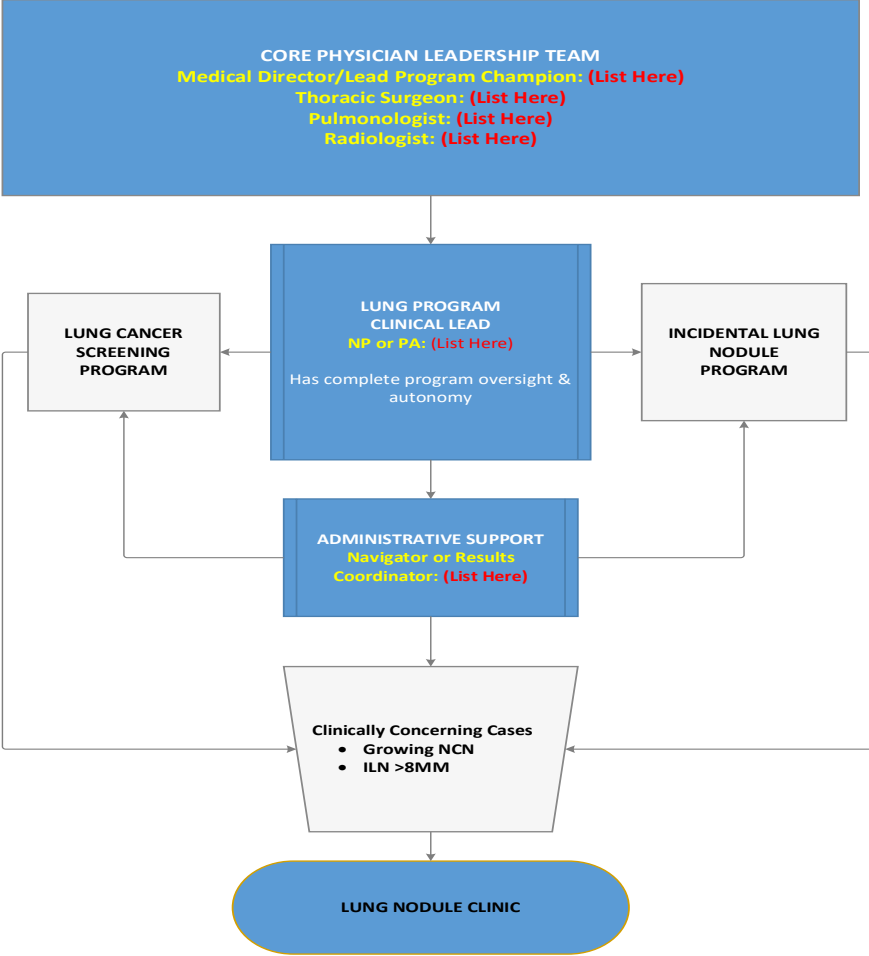 CORE PHYSICIAN LEADERSHIP TEAM
Medical Director/Lead Program Champion: (List Here)
Thoracic Surgeon: (List Here)
Pulmonologist: (List Here)
Radiologist: (List Here)
LUNG CANCER
SCREENING
PROGRAM
LUNG PROGRAM
CLINICAL LEAD
NP or PA: (List Here)
Has complete program oversight &
autonomy
INCIDENTAL LUNG
NODULE
PROGRAM
ADMINISTRATIVE SUPPORT
Navigator or Results
Coordinator: (List Here)
Clinically Concerning Cases
• Growing NCN
• ILN >8MM
LUNG NODULE CLINIC